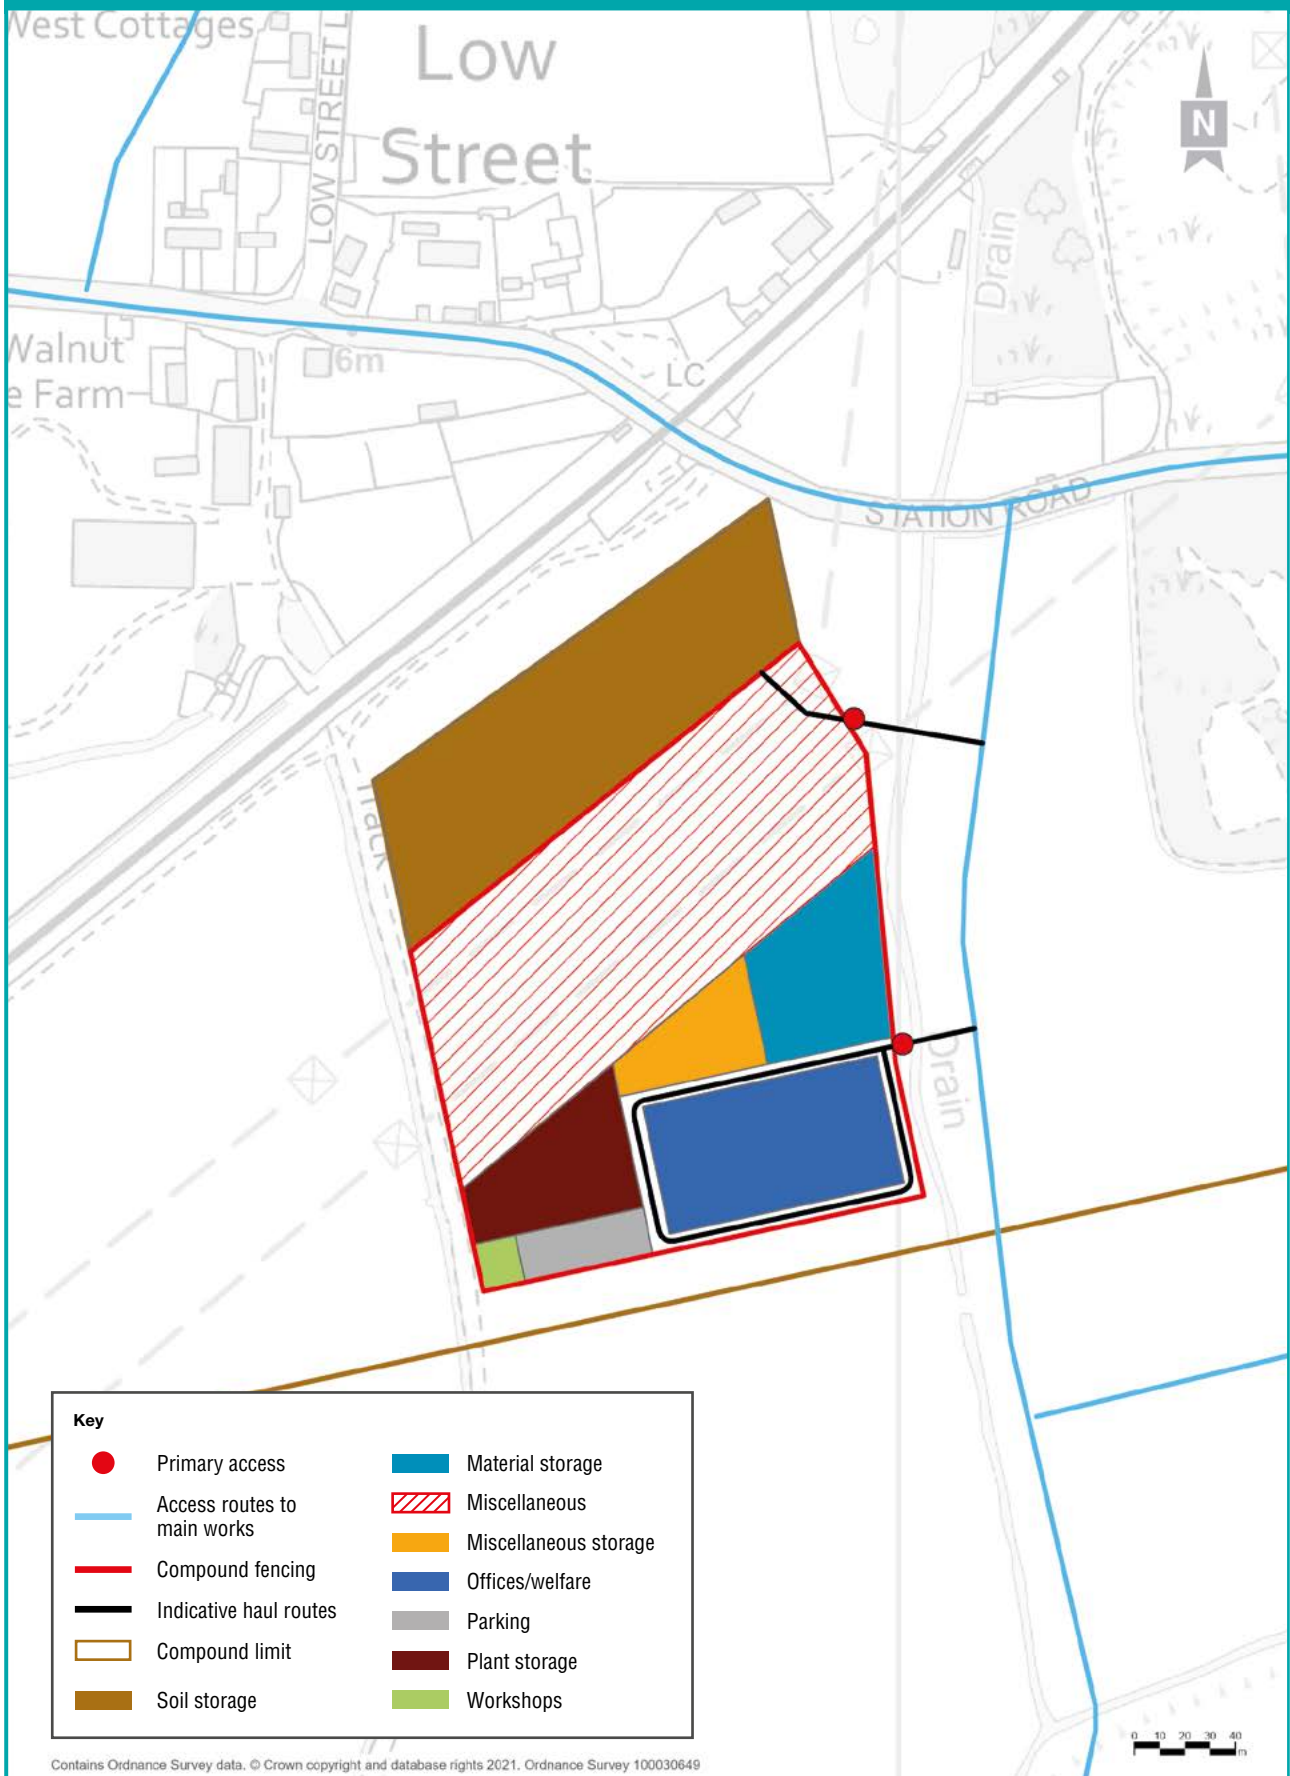 West Cottages
Low
Street
LOW STREET L
N
Drain
Walnut
e Farm
6m
LC
STATION ROAD
Track
Drain
Key
Primary access
Access routes to
main works
Compound fencing
Indicative haul routes
Compound limit
Soil storage
Material storage
Miscellaneous
Miscellaneous storage
Offices/welfare
Parking
Plant storage
Workshops
0 10 20 30 40
m
Contains Ordnance Survey data. © Crown copyright and database rights 2021. Ordnance Survey 100030649